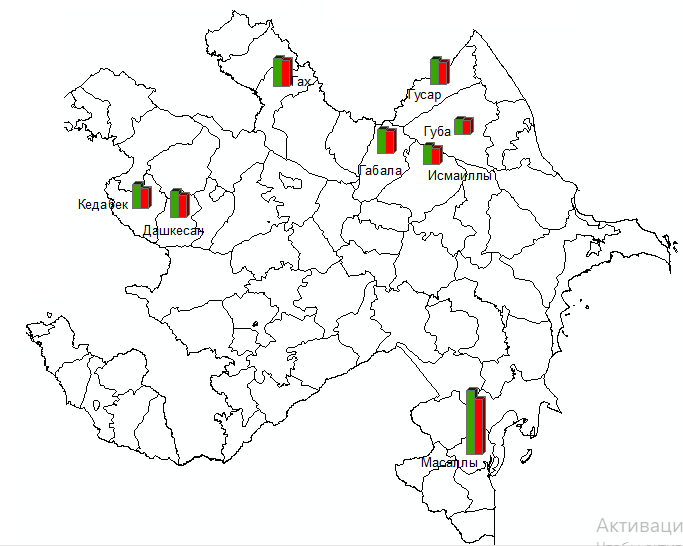 Гах
Гусар
Губа
Габала
Исмаиллы
Кедабек
Дашкесан
Масаллы
Активаци